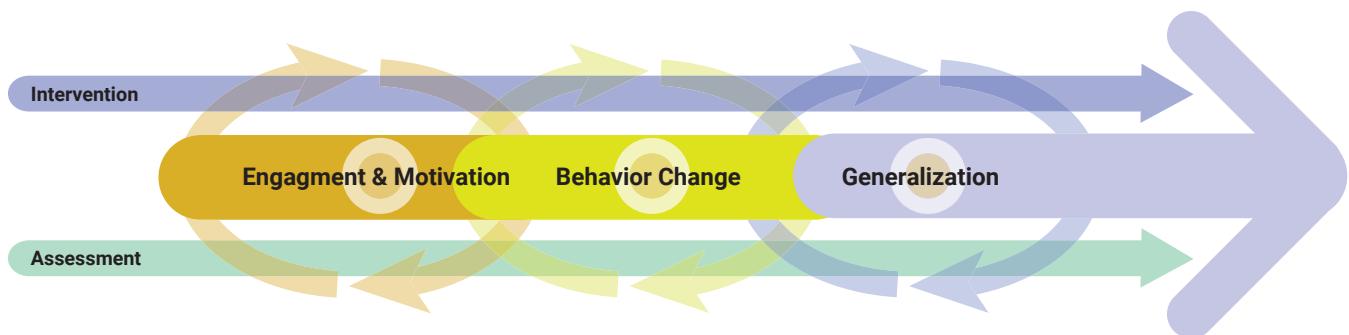 Intervention
Engagment & Motivation
Behavior Change
Generalization
Assessment